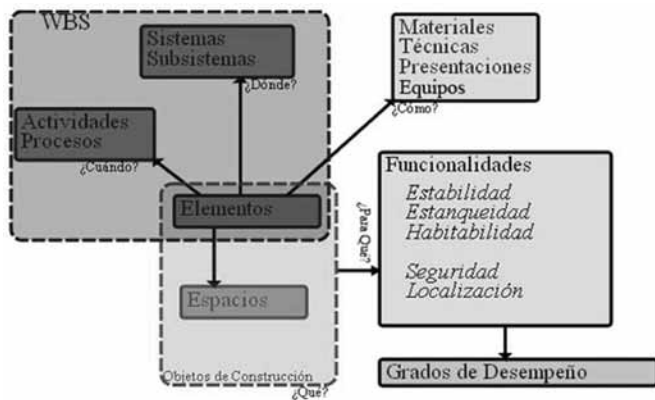 WBS
Sistemas
Subsistemas
¿Dónde?
Materiales
Técnicas
Presentaciones
Equipos
¿Cómo?
Actividades
Procesos
¿Cuándo?
Elementos
Espacios
Objetos de Construcción
¿Qué?
¿Para Qué?
Funcionalidades
Estabilidad
Estanqueidad
Habitabilidad
Seguridad
Localización
Grados de Desempeño